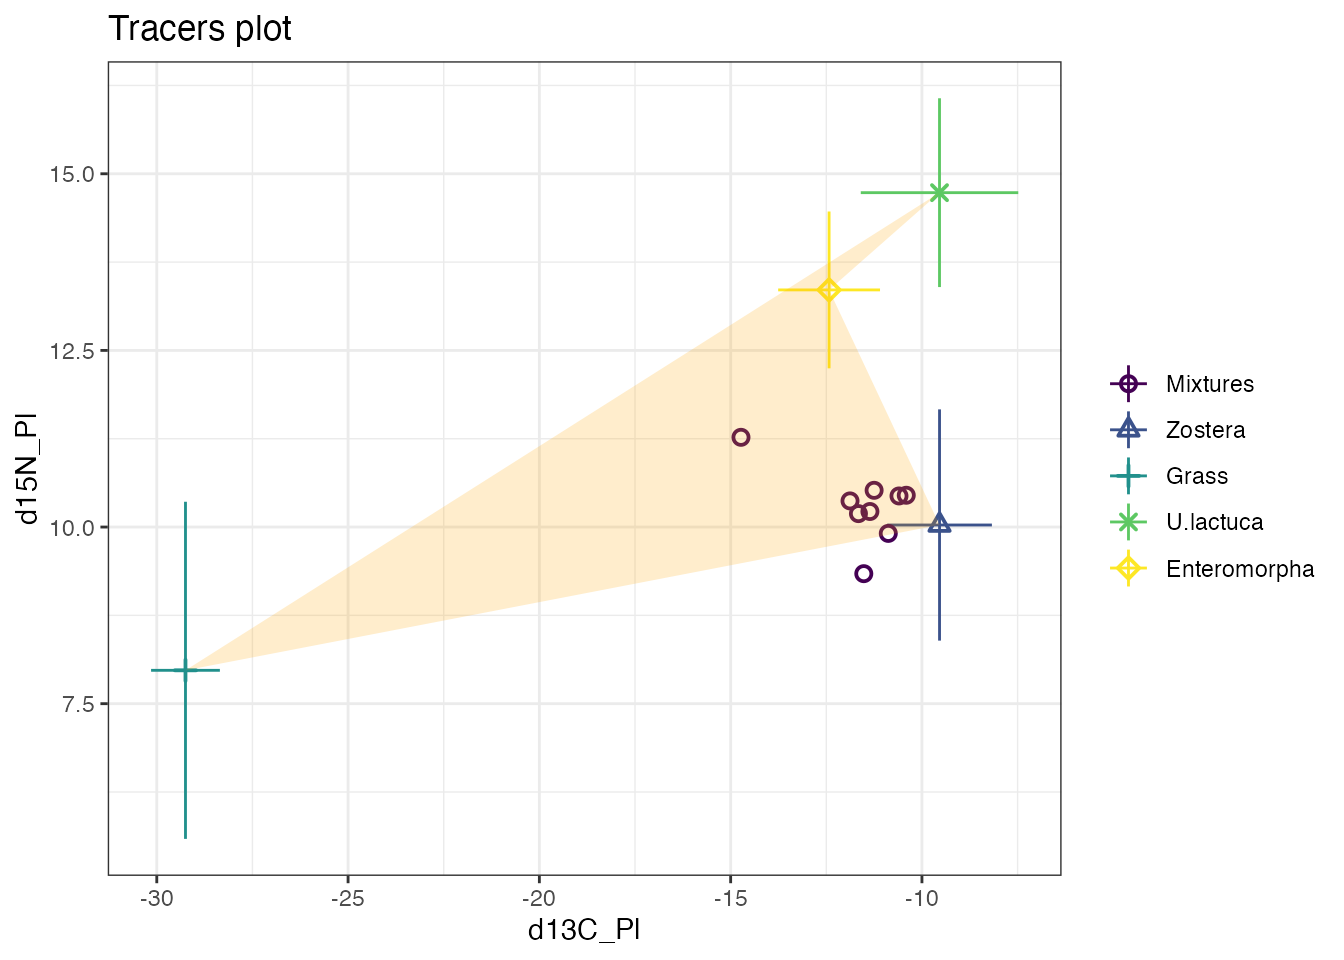 Tracers plot
15.0
12.5
10.0
7.5
d15N_Pl
-30
-25
-20
-15
-10
d13C_Pl
Mixtures
Zostera
Grass
U.lactuca
Enteromorpha